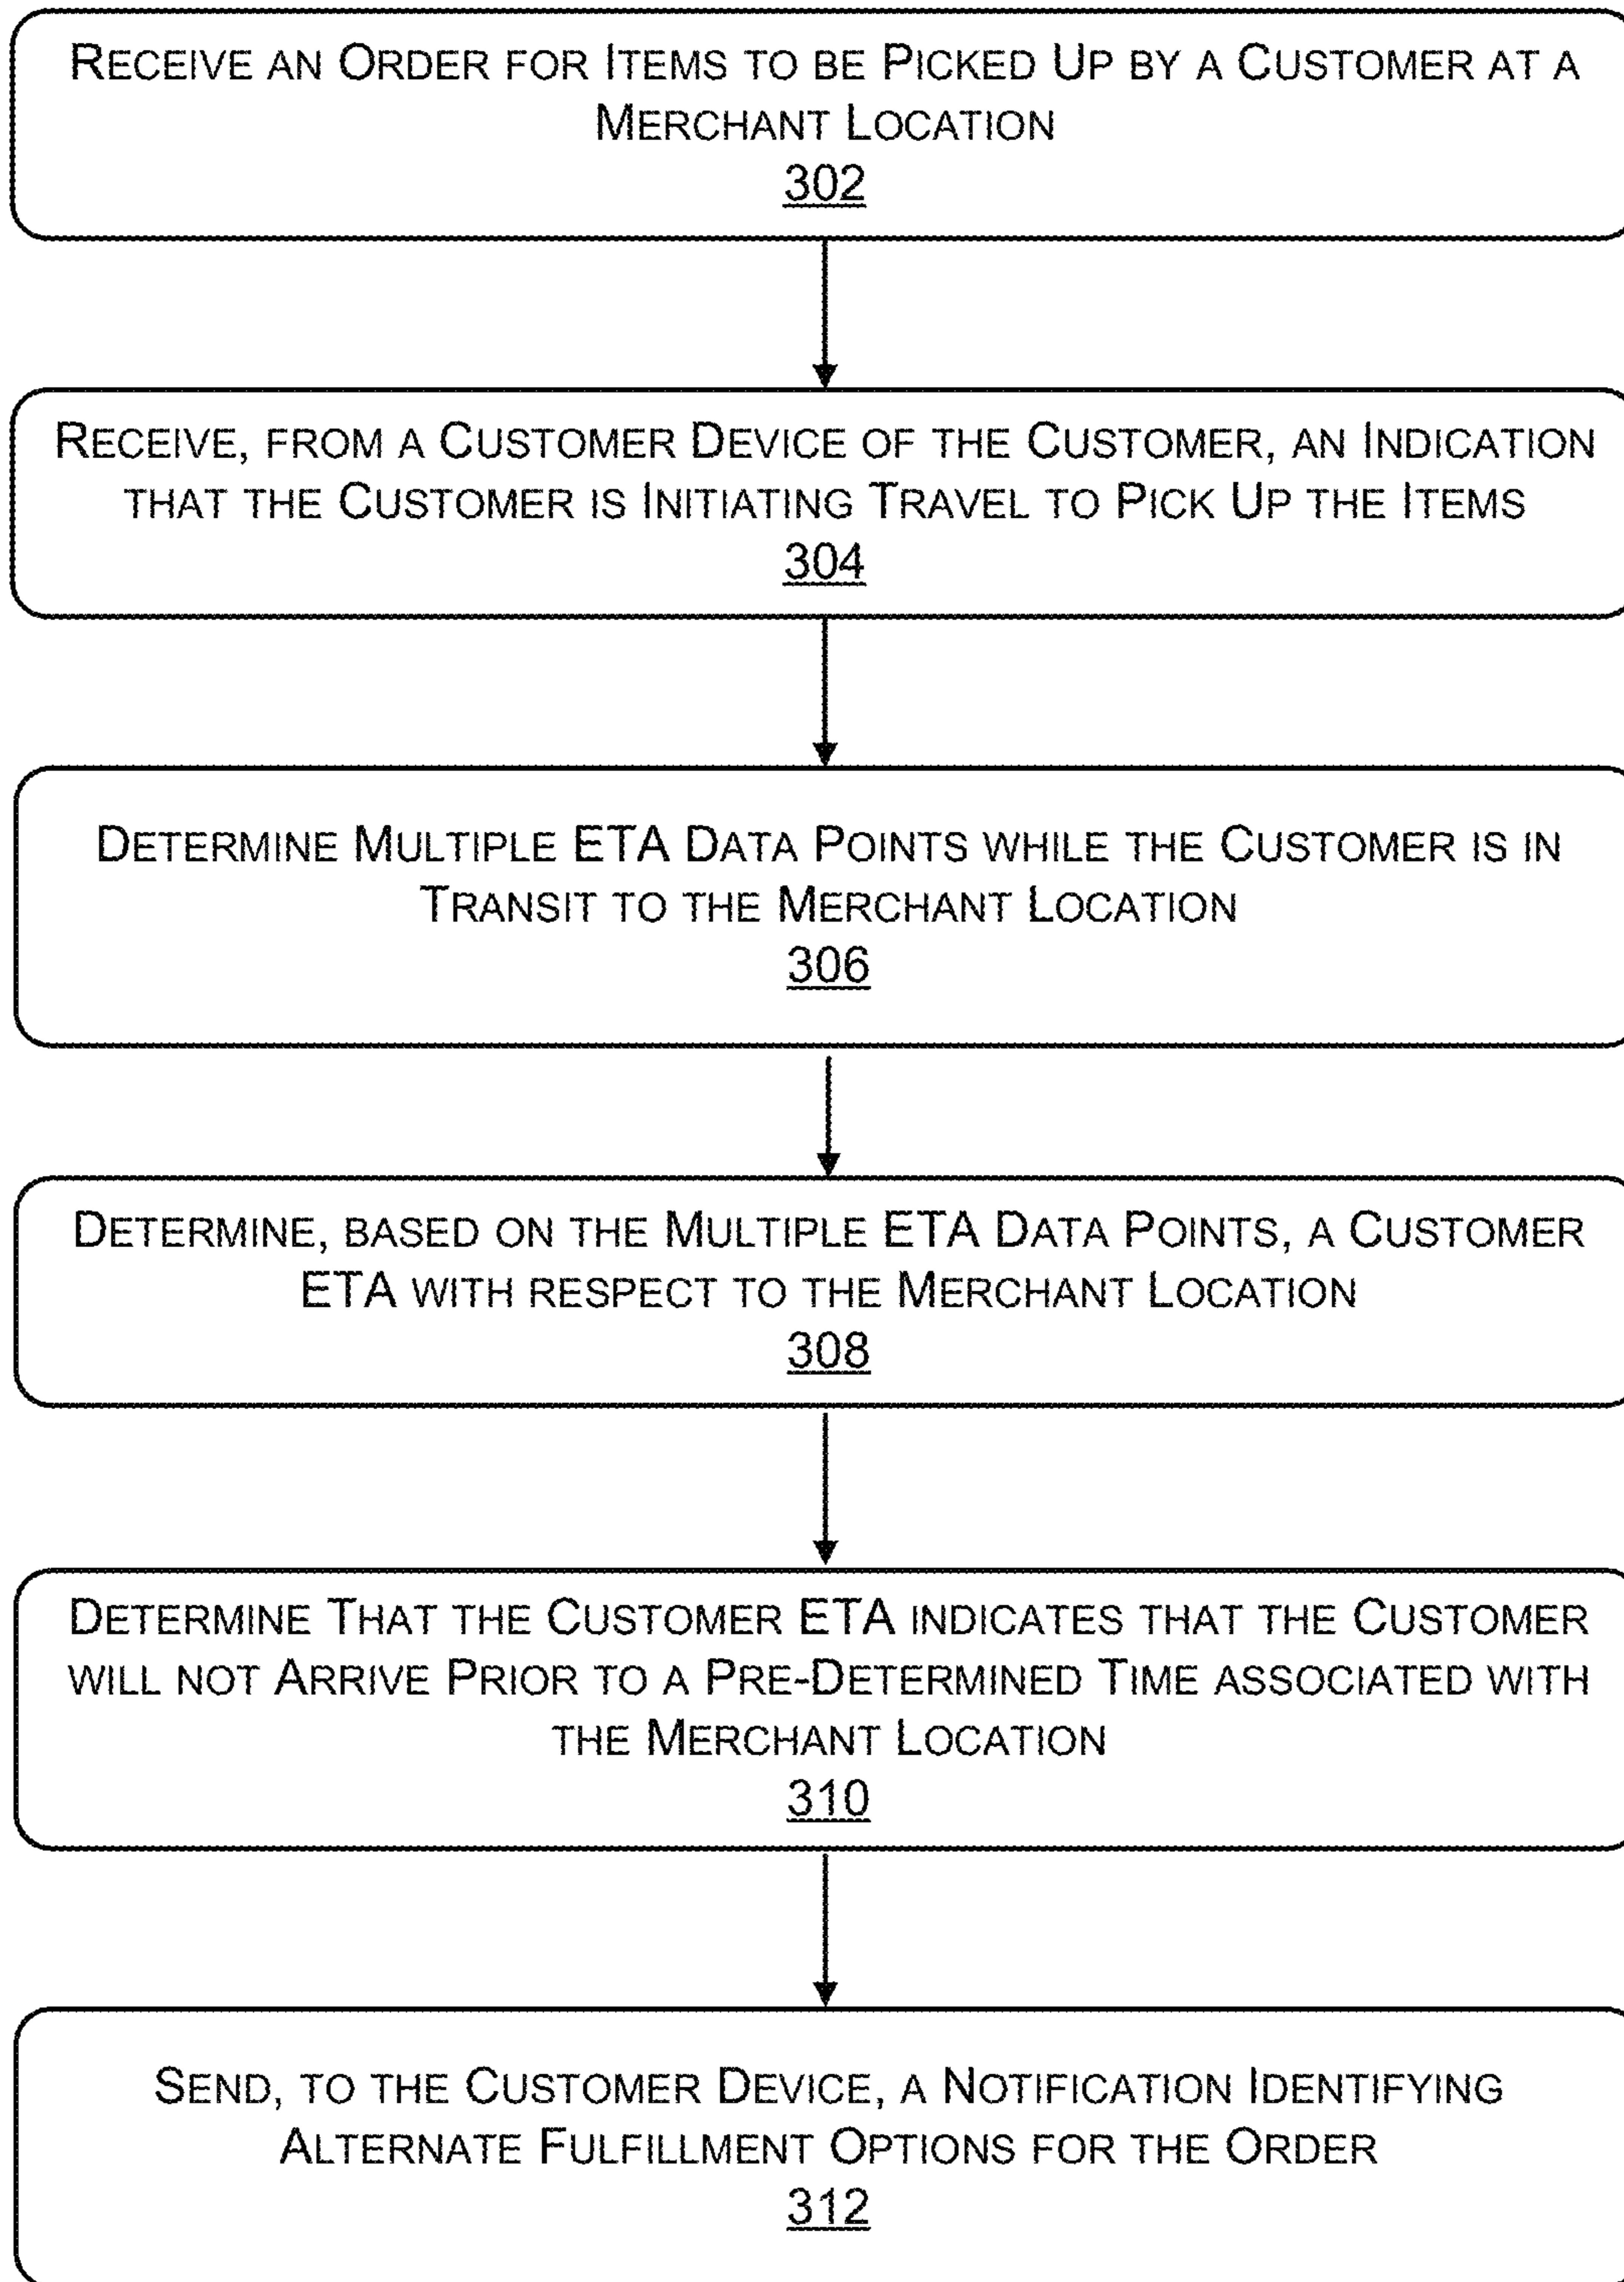 RECEIVE AN ORDER FOR ITEMS TO BE PICKED UP BY A CUSTOMER AT A
MERCHANT LOCATION
302
RECEIVE, FROM A CUSTOMER DEVICE OF THE CUSTOMER, AN INDICATION
THAT THE CUSTOMER IS INITIATING TRAVEL TO PICK UP THE ITEMS
304
DETERMINE MULTIPLE ETA DATA POINTS WHILE THE CUSTOMER IS IN
TRANSIT TO THE MERCHANT LOCATION
306
DETERMINE, BASED ON THE MULTIPLE ETA DATA POINTS, A CUSTOMER
ETA WITH RESPECT TO THE MERCHANT LOCATION
308
DETERMINE THAT THE CUSTOMER ETA INDICATES THAT THE CUSTOMER
WILL NOT ARRIVE PRIOR TO A PRE-DETERMINED TIME ASSOCIATED WITH
THE MERCHANT LOCATION
310
SEND, TO THE CUSTOMER DEVICE, A NOTIFICATION IDENTIFYING
ALTERNATE FULFILLMENT OPTIONS FOR THE ORDER
312